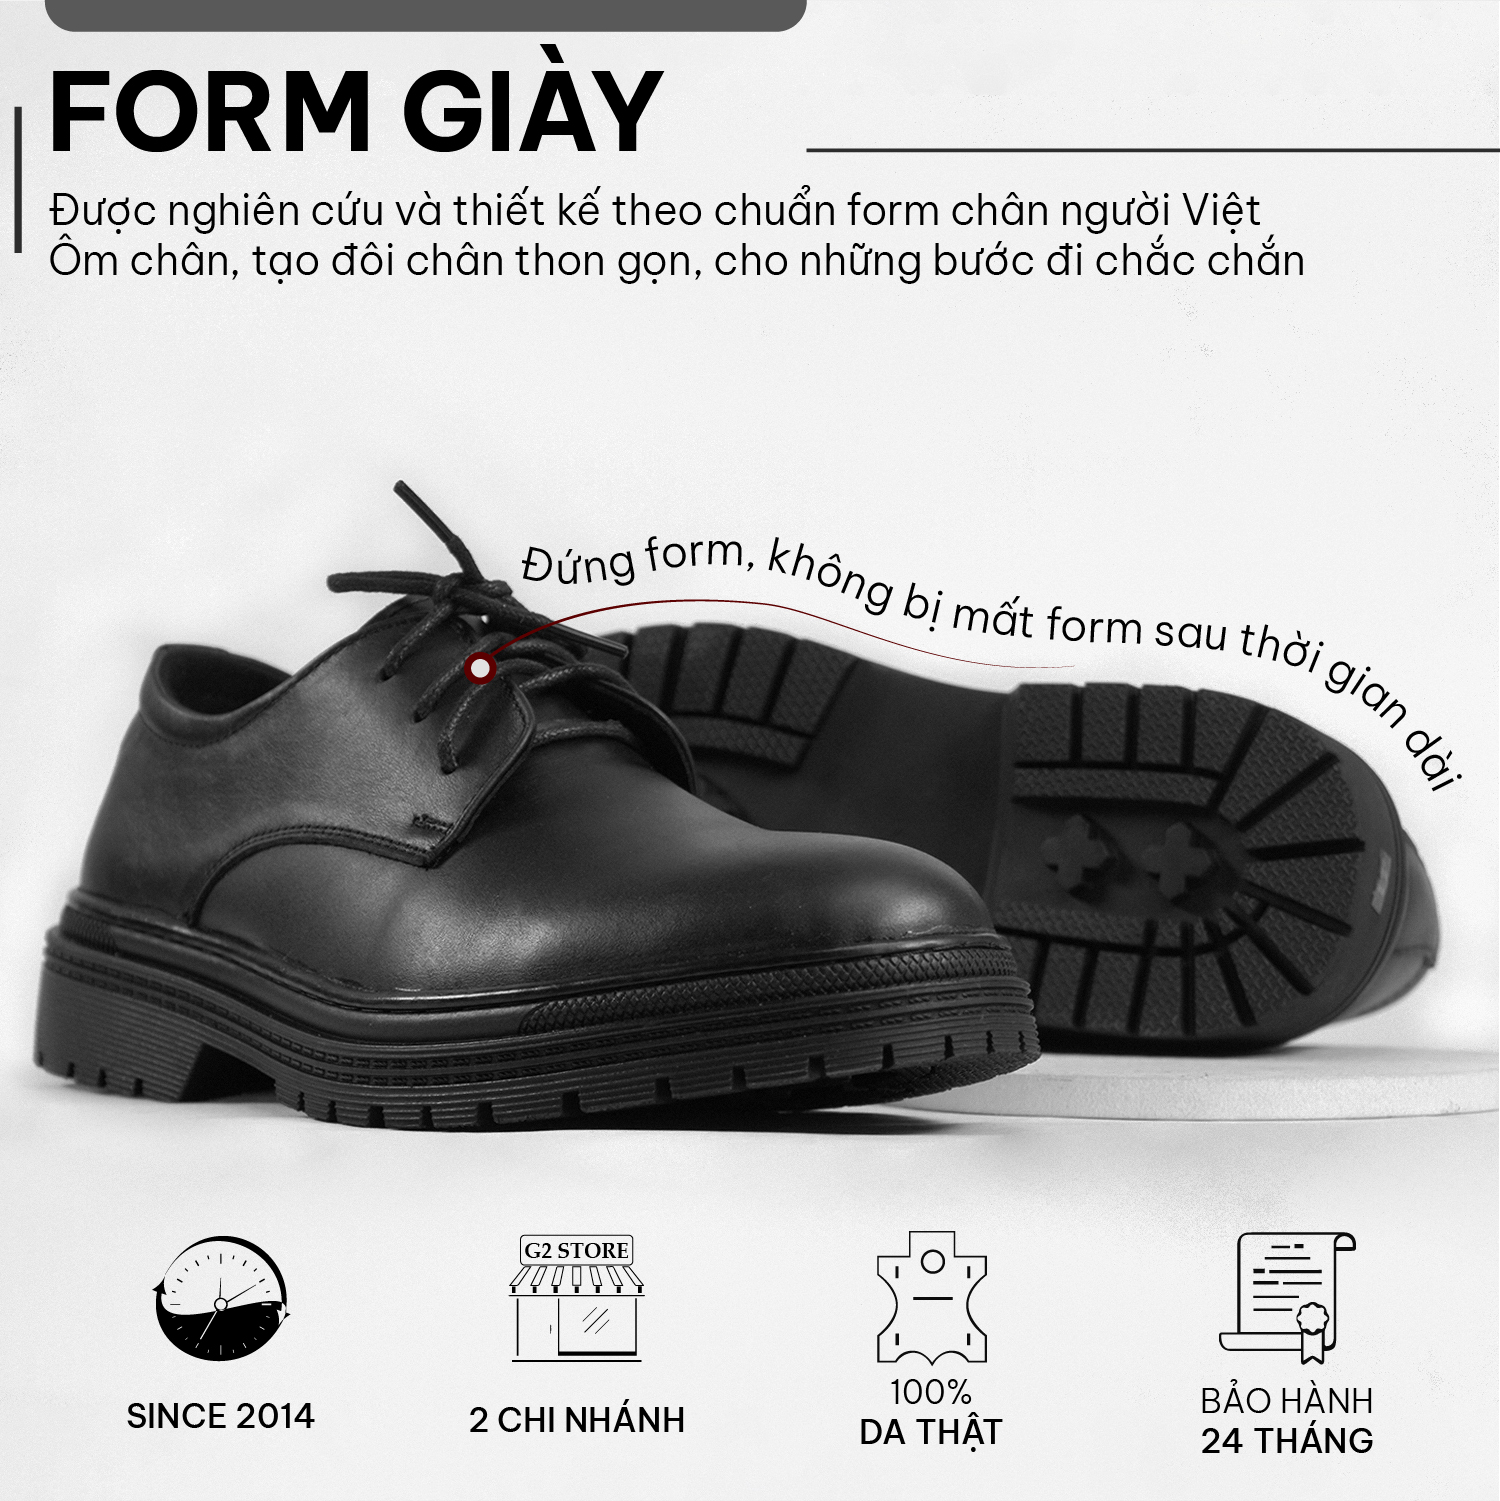 FORM GIÀY
Được nghiên cứu và thiết kế theo chuẩn form chân người Việt
Ôm chân, tạo đôi chân thon gọn, cho những bước đi chắc chắn
Đứng form, không bị mất form sau thời gian dài
G2 STORE
SINCE 2014
2 CHI NHÁNH
100%
DA THẬT
BẢO HÀNH
24 THÁNG